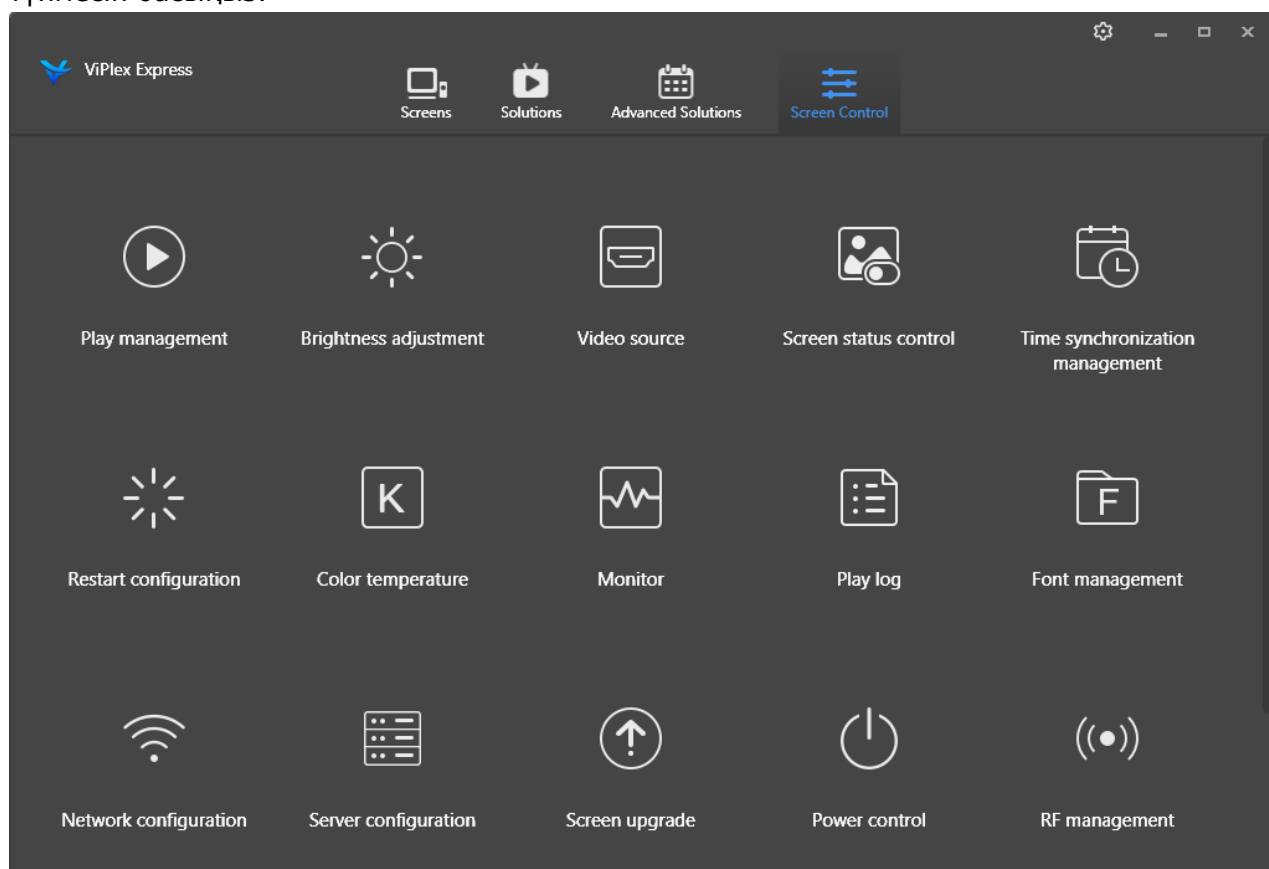 түймесін басыңыз.
ViPlex Express
Screens
Solutions
Advanced Solutions
Screen Control
Play management
Brightness adjustment
Video source
Screen status control
Time synchronization
management
Restart configuration
K
Color temperature
Monitor
Play log
F
Font management
Network configuration
Server configuration
Screen upgrade
Power control
RF management